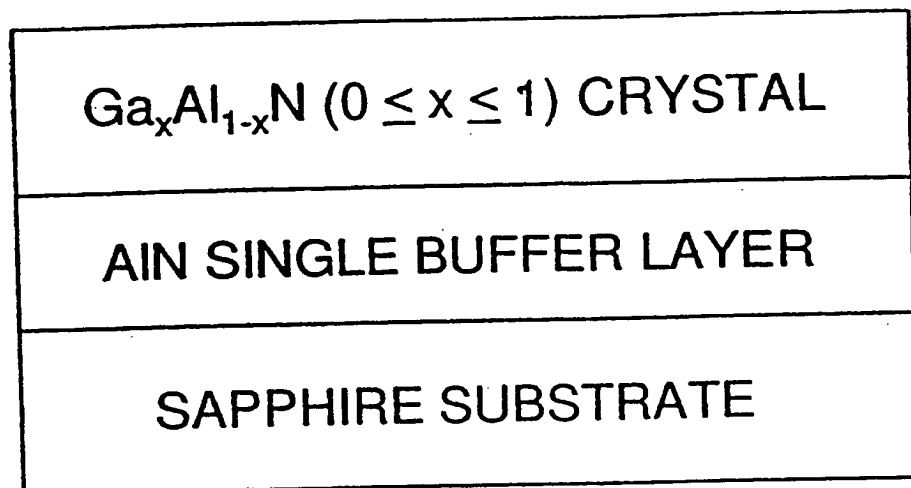 GaₓAl₁₋ₓN (0 ≤ x ≤ 1) CRYSTAL
AlN SINGLE BUFFER LAYER
SAPPHIRE SUBSTRATE